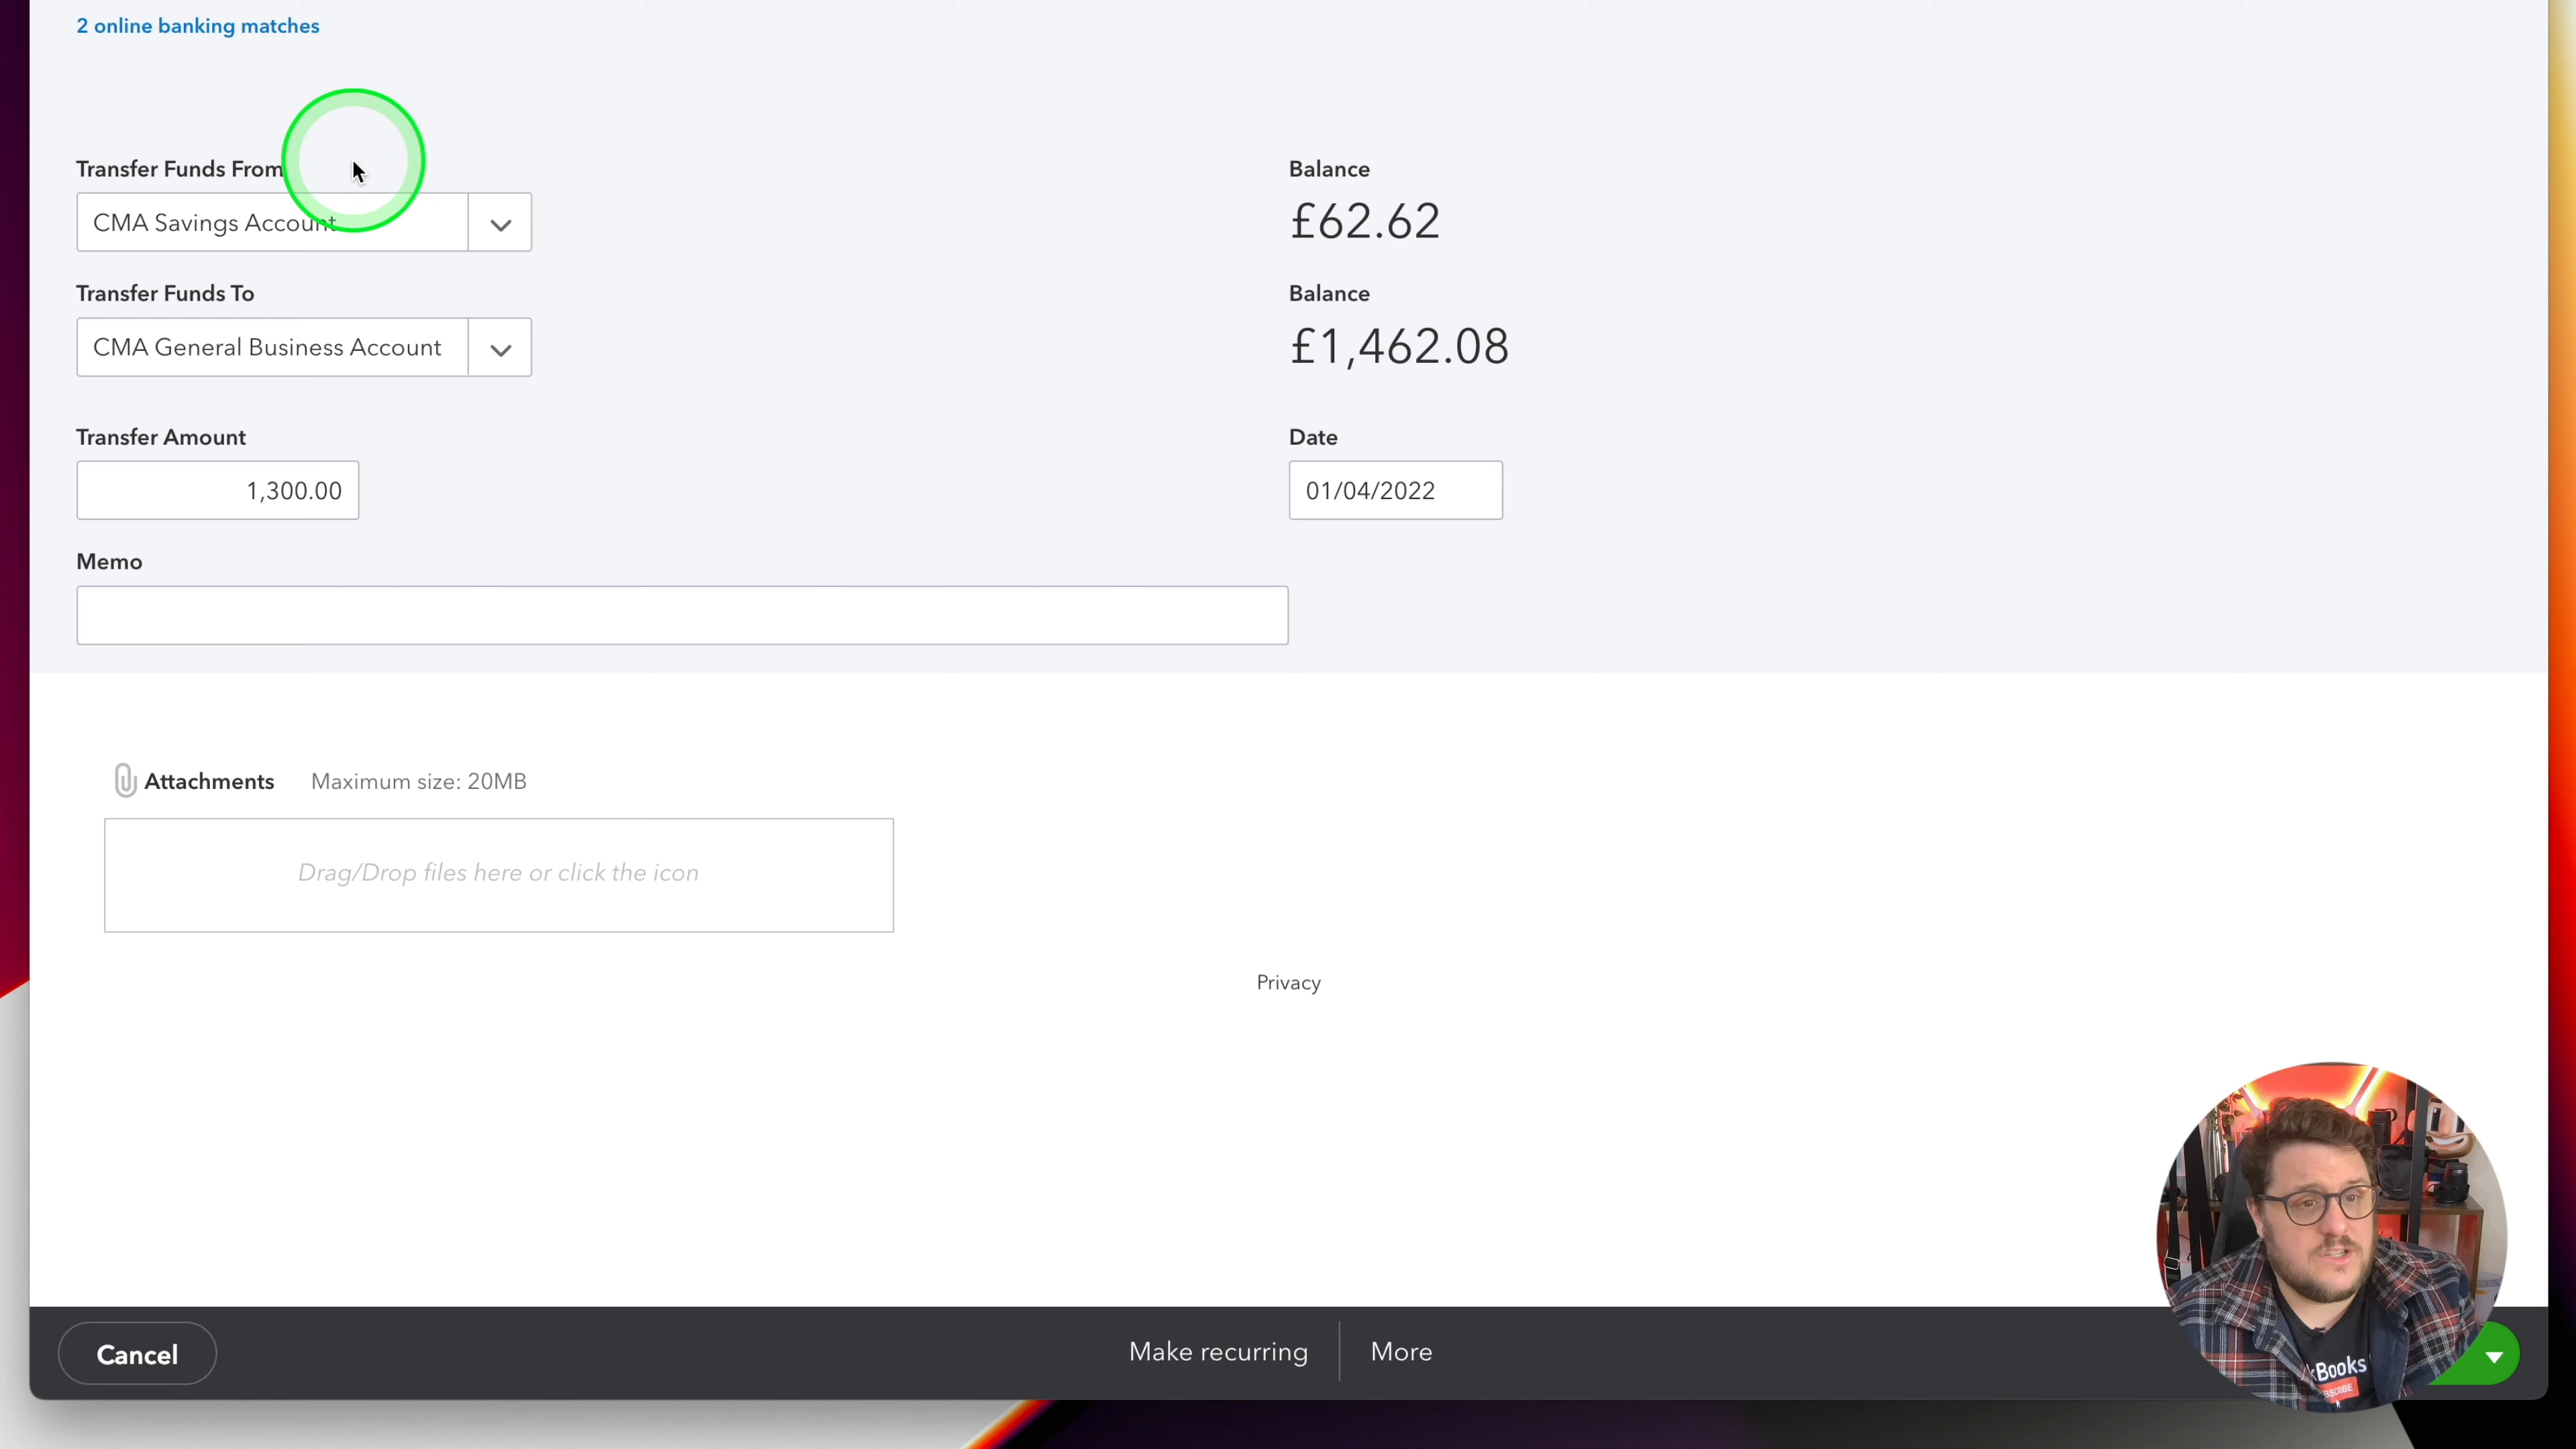 2 online banking matches
Transfer Funds From
Balance
CMA Savings Account
£62.62
Transfer Funds To
Balance
CMA General Business Account
£1,462.08
Transfer Amount
Date
1,300.00
01/04/2022
Memo
Attachments Maximum size: 20MB
Drag/Drop files here or click the icon
Privacy
Cancel
Make recurring
More
kBooks